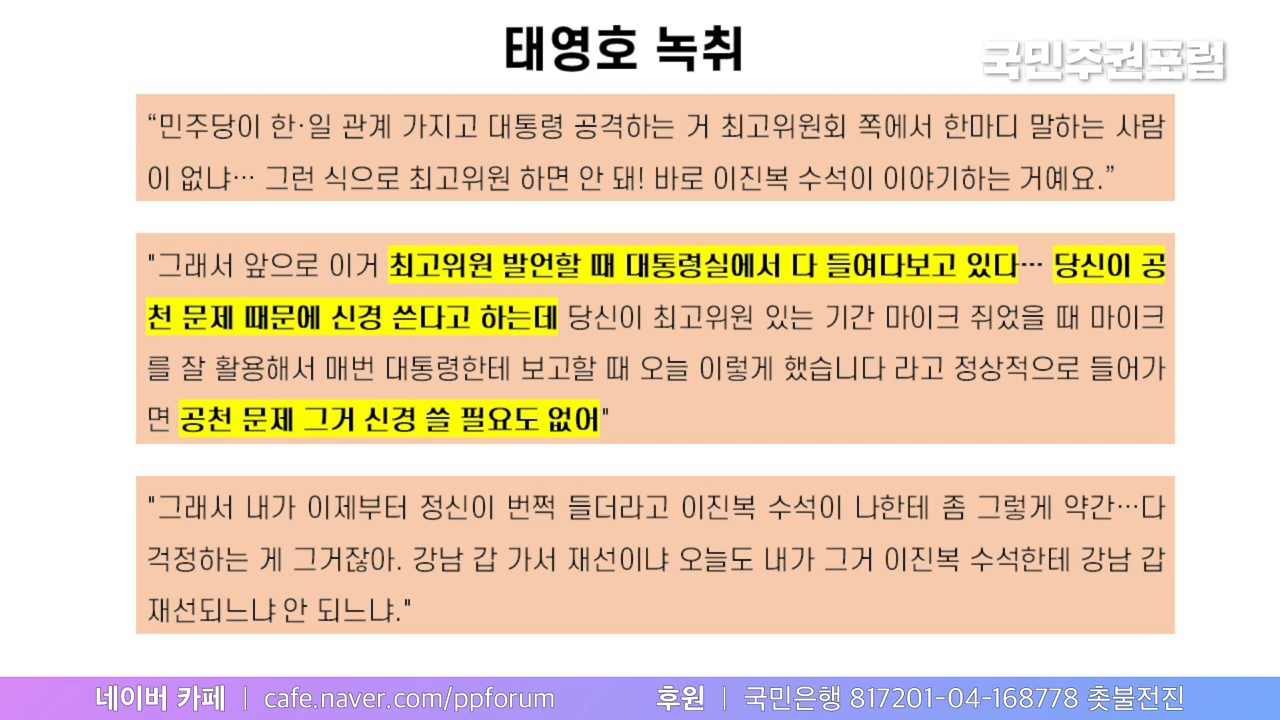 태영호 녹취
국민주권포럼
“민주당이 한·일 관계 가지고 대통령 공격하는 거 최고위원회 쪽에서 한마디 말하는 사람
이 없냐… 그런 식으로 최고위원 하면 안 돼! 바로 이진복 수석이 이야기하는 거예요.”
"그래서 앞으로 이거 최고위원 발언할 때 대통령실에서 다 들여다보고 있다… 당신이 공
천 문제 때문에 신경 쓴다고 하는데 당신이 최고위원 있는 기간 마이크 쥐었을 때 마이크
를 잘 활용해서 매번 대통령한테 보고할 때 오늘 이렇게 했습니다 라고 정상적으로 들어가
면 공천 문제 그거 신경 쓸 필요도 없어"
"그래서 내가 이제부터 정신이 번쩍 들더라고 이진복 수석이 나한테 좀 그렇게 약간…다
걱정하는 게 그거잖아. 강남 갑 가서 재선이냐 오늘도 내가 그거 이진복 수석한테 강남 갑
재선되느냐 안 되느냐."
네이버 카페 | cafe.naver.com/ppforum 후원 | 국민은행 817201-04-168778 촛불전진